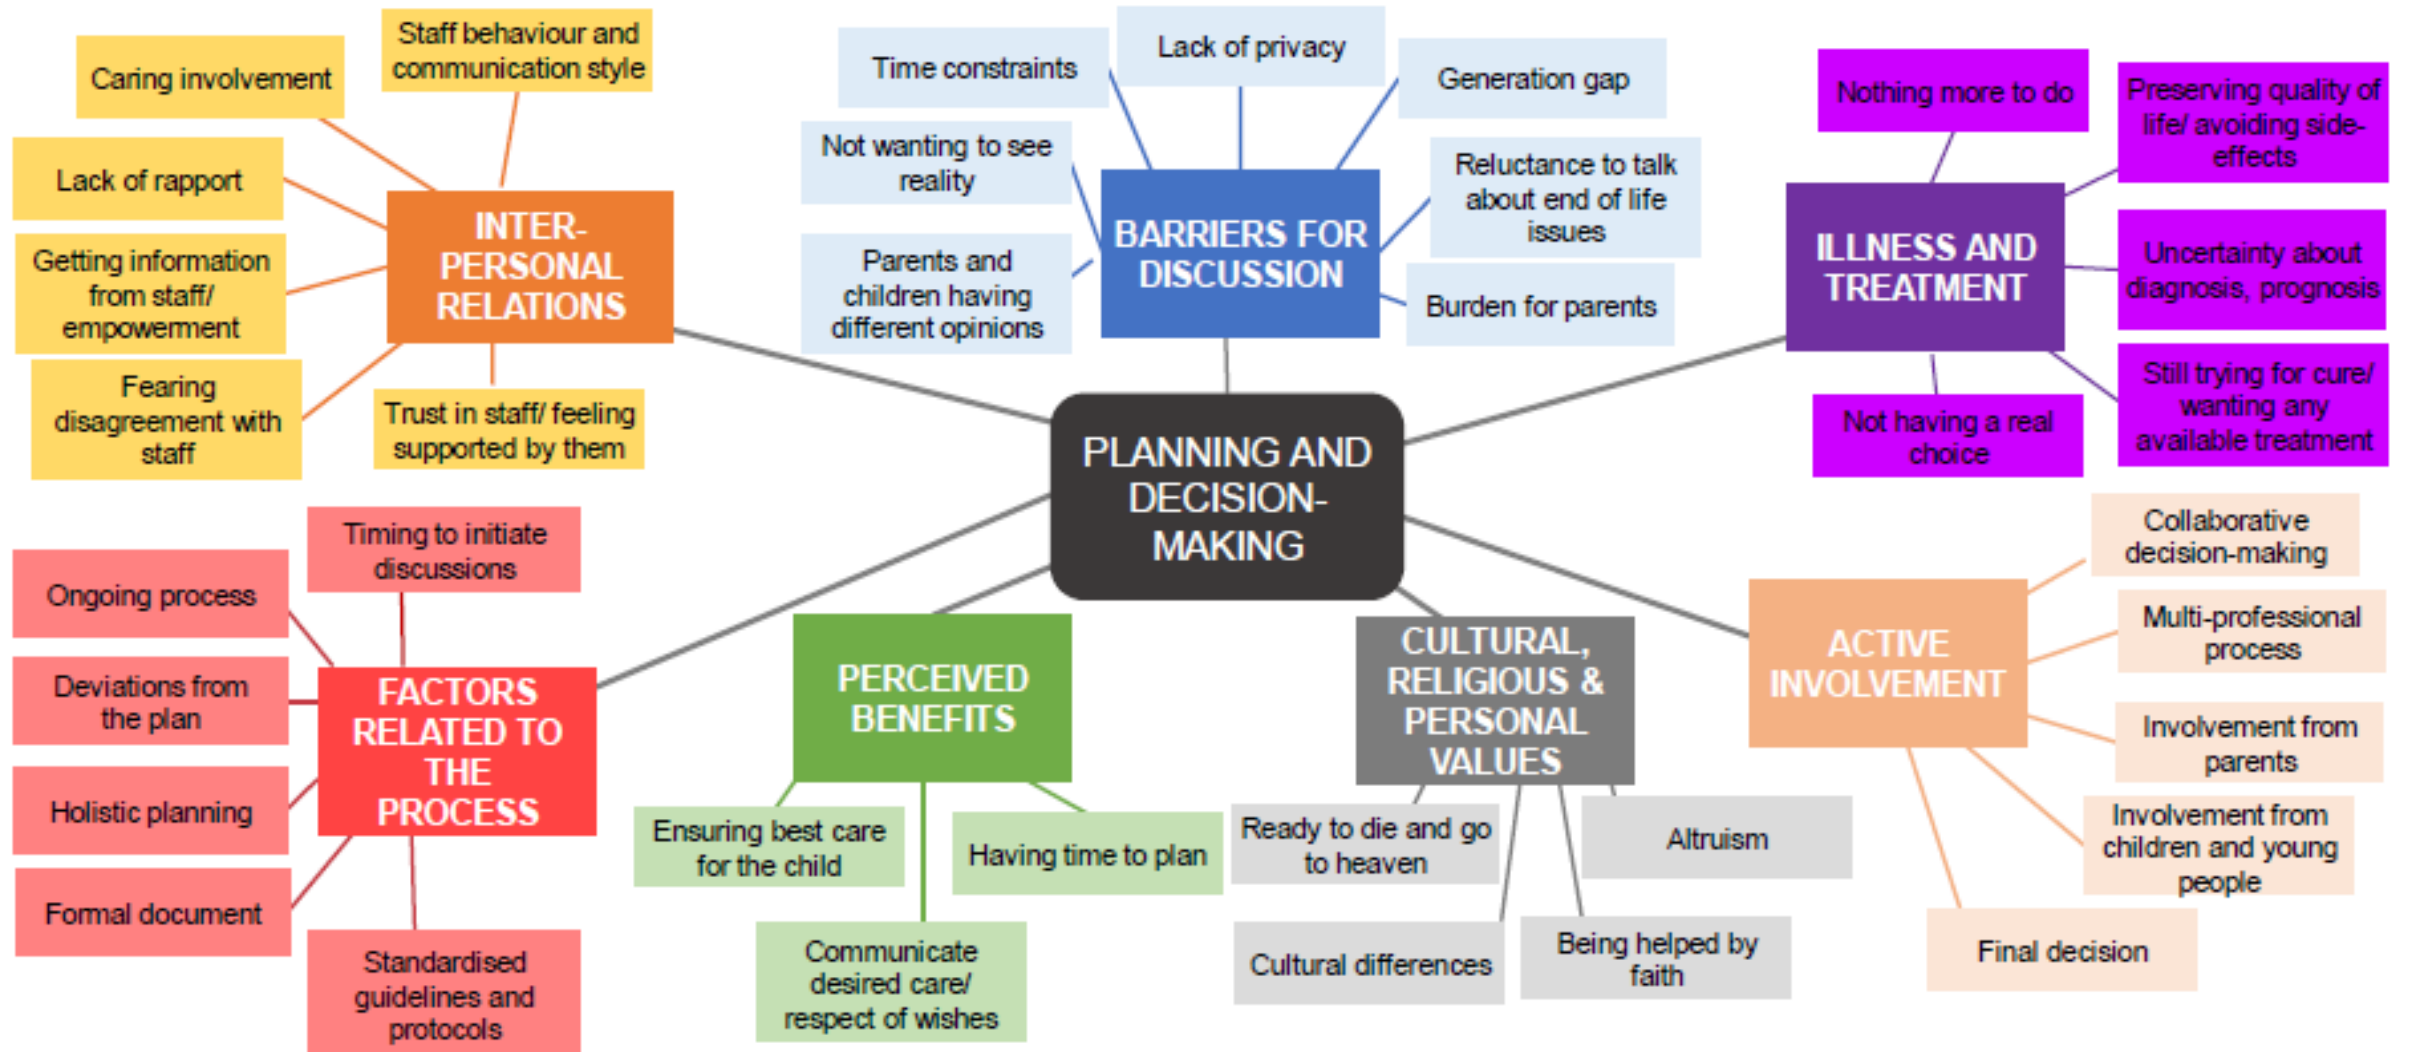 Caring involvement
Staff behaviour and
communication style
Lack of rapport
Getting information
from staff/
empowerment
Fearing
disagreement with
staff
Trust in staff/ feeling
supported by them
INTER-
PERSONAL
RELATIONS
Time constraints
Lack of privacy
Generation gap
Not wanting to see
reality
Reluctance to talk
about end of life
issues
Parents and
children having
different opinions
Burden for parents
BARRIERS FOR
DISCUSSION
Nothing more to do
Preserving quality of
life/ avoiding side-
effects
Uncertainty about
diagnosis, prognosis
Still trying for cure/
wanting any
available treatment
Not having a real
choice
ILLNESS AND
TREATMENT
PLANNING AND
DECISION-
MAKING
Timing to initiate
discussions
Ongoing process
Deviations from
the plan
Holistic planning
Formal document
Standardised
guidelines and
protocols
FACTORS
RELATED TO
THE
PROCESS
PERCEIVED
BENEFITS
Ensuring best care
for the child
Having time to plan
Communicate
desired care/
respect of wishes
CULTURAL,
RELIGIOUS &
PERSONAL
VALUES
Ready to die and go
to heaven
Altruism
Cultural differences
Being helped by
faith
ACTIVE
INVOLVEMENT
Collaborative
decision-making
Multi-professional
process
Involvement from
parents
Involvement from
children and young
people
Final decision